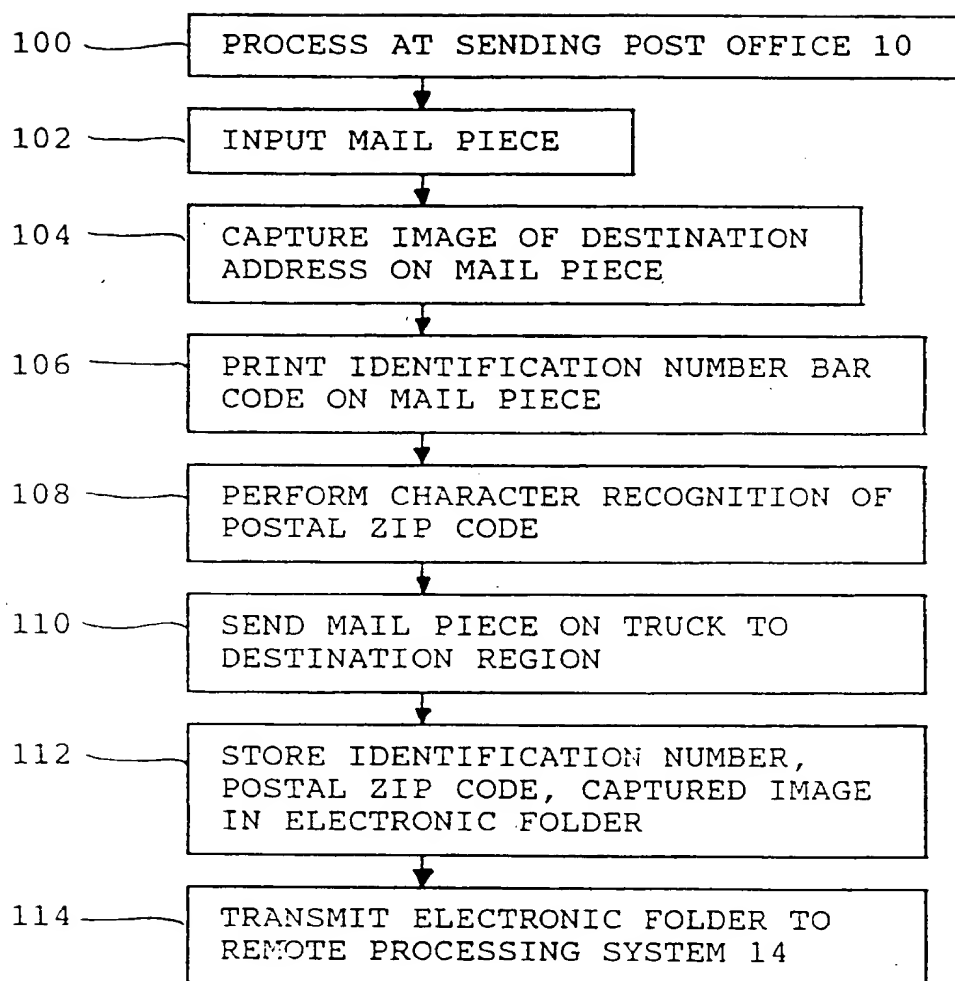 100 PROCESS AT SENDING POST OFFICE 10
102 INPUT MAIL PIECE
104 CAPTURE IMAGE OF DESTINATION
ADDRESS ON MAIL PIECE
106 PRINT IDENTIFICATION NUMBER BAR
CODE ON MAIL PIECE
108 PERFORM CHARACTER RECOGNITION OF
POSTAL ZIP CODE
110 SEND MAIL PIECE ON TRUCK TO
DESTINATION REGION
112 STORE IDENTIFICATION NUMBER,
POSTAL ZIP CODE, CAPTURED IMAGE
IN ELECTRONIC FOLDER
114 TRANSMIT ELECTRONIC FOLDER TO
REMOTE PROCESSING SYSTEM 14